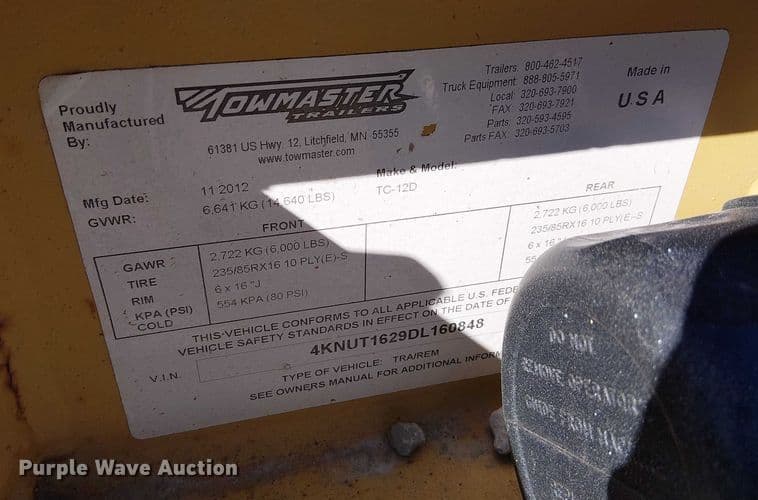 Proudly
Manufactured
By:
TOWMASTER
TRAILERS
61381 US Hwy. 12, Litchfield, MN 55355
www.towmaster.com
Trailers: 800-462-4517
Truck Equipment: 888-805-5971
Local: 320-693-7900
FAX: 320-693-7921
Parts: 320-593-4595
Parts FAX: 320-693-5703
Made in
USA
Mfg Date: 11 2012
Make & Model:
GVWR: 6,641 KG (14,640 LBS) TC-12D
FRONT REAR
GAWR 2,722 KG (6,000 LBS) 2,722 KG (6,000 LBS)
TIRE 235/85RX16 10 PLY(E)-S 235/85RX16 10 PLY(E)-S
RIM 6 x 16 "J 6 x 16
KPA (PSI) 554 KPA (80 PSI)
COLD
THIS-VEHICLE CONFORMS TO ALL APPLICABLE U.S.
VEHICLE SAFETY STANDARDS IN EFFECT ON THE DATE OF
V.I.N. 4KNUT1629DL160848
TYPE OF VEHICLE: TRA/REM
SEE OWNERS MANUAL FOR ADDITIONAL
DO NOT
REMOVE OPERATORS
Purple Wave Auction